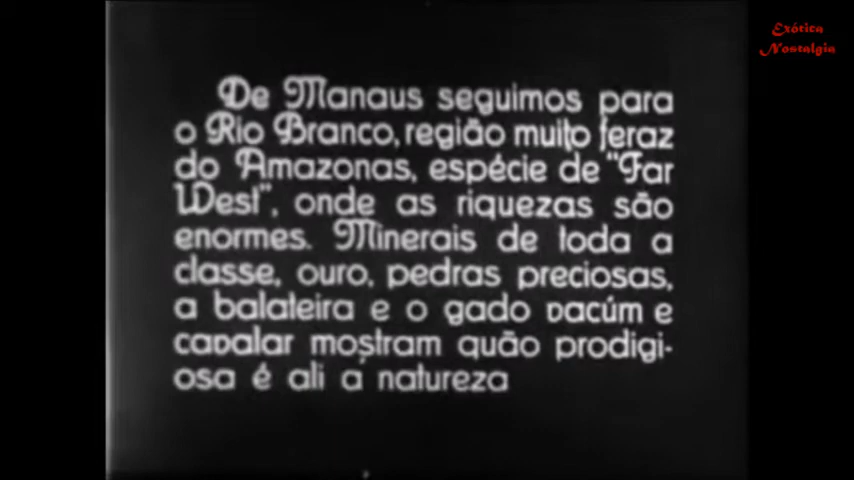 Exótica
Nostalgia
De Manaus seguimos para
o Rio Branco, região muito feraz
do Amazonas, espécie de "Far
West", onde as riquezas são
enormes. Minerais de toda a
classe, ouro, pedras preciosas,
a balateira e o gado vacúm e
cavalar mostram quão prodigi-
osa é ali a natureza